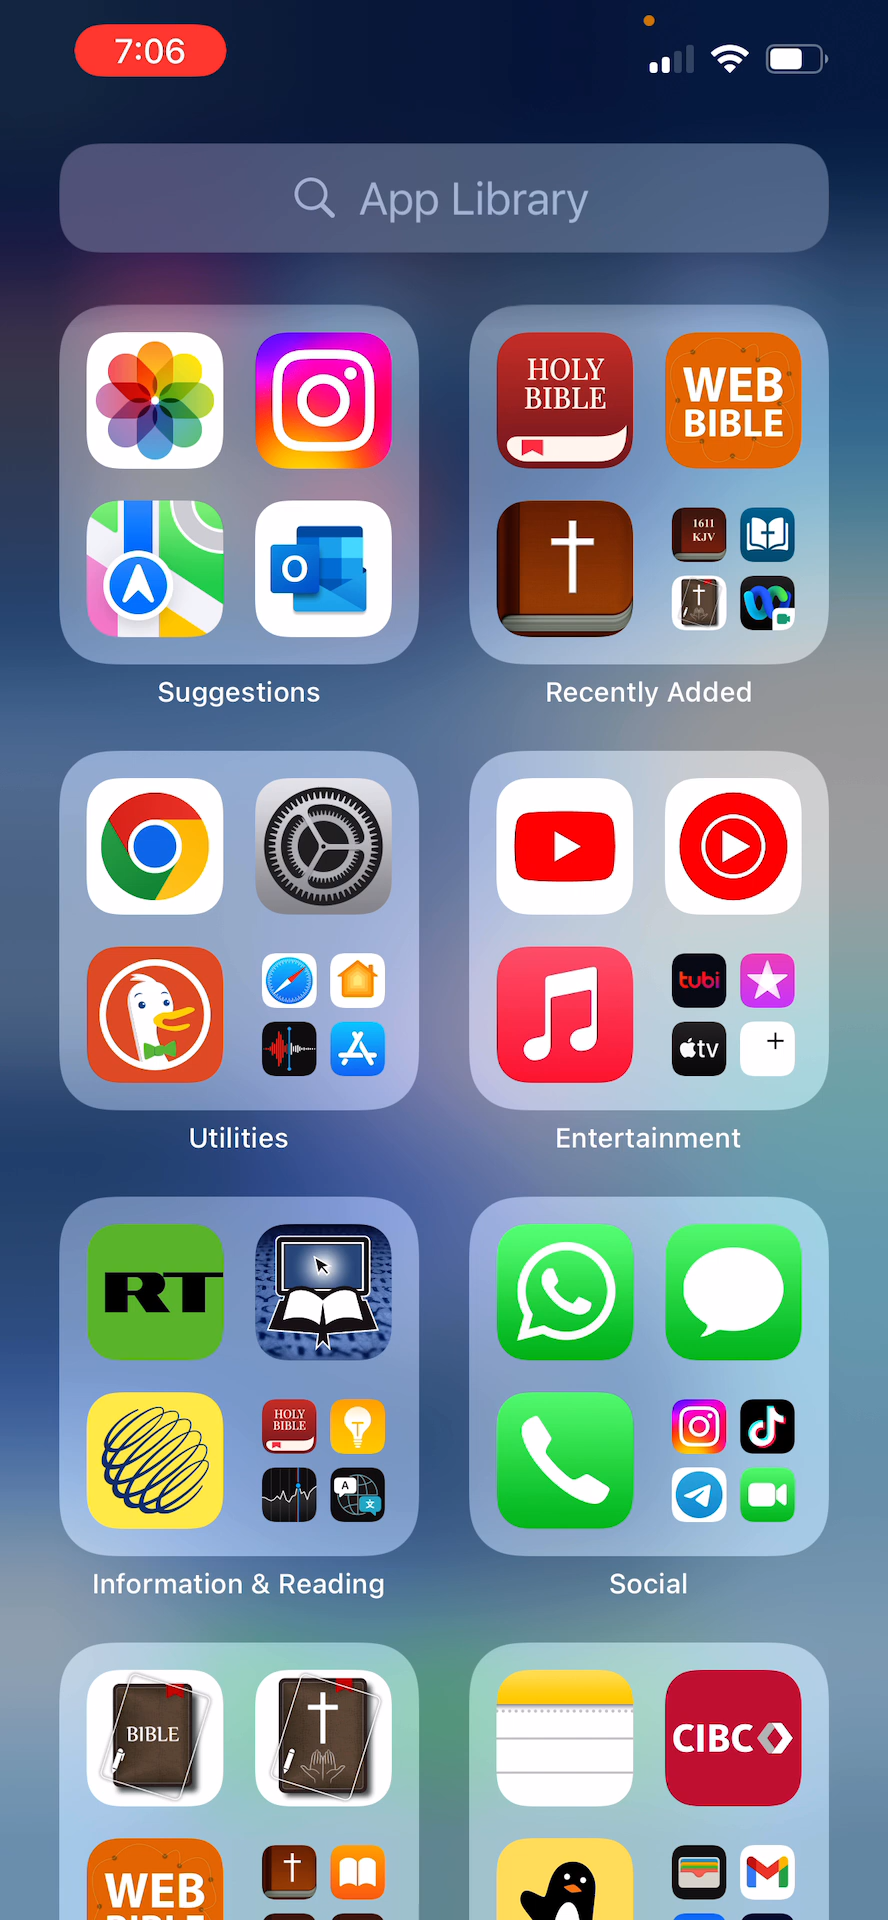 7:06
App Library
HOLY
BIBLE
WEB
BIBLE
1611
KJV
O
Suggestions
Recently Added
tubi
tv
Utilities
Entertainment
RT
HOLY
BIBLE
A
文
Information & Reading
Social
BIBLE
CIBC
WEB